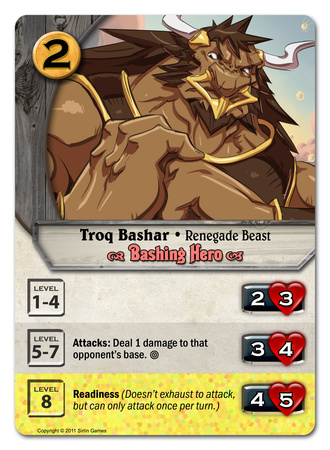 2
Troq Bashar • Renegade Beast
Bashing Hero
LEVEL
1-4
2 3
LEVEL
5-7
Attacks: Deal 1 damage to that
opponent's base. ◎
3 4
LEVEL
8
Readiness (Doesn't exhaust to attack,
but can only attack once per turn.)
4 5
Copyright © 2011 Sirlin Games